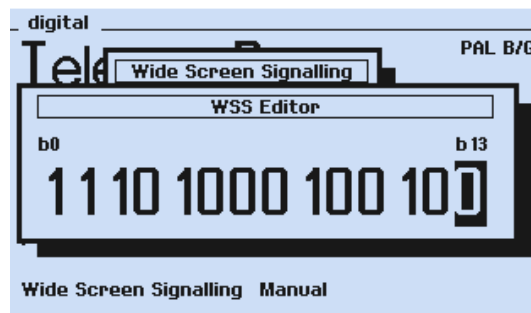 digital
PAL B/G
Wide Screen Signalling
WSS Editor
b0 b13
1110 1000 100 100
Wide Screen Signalling Manual